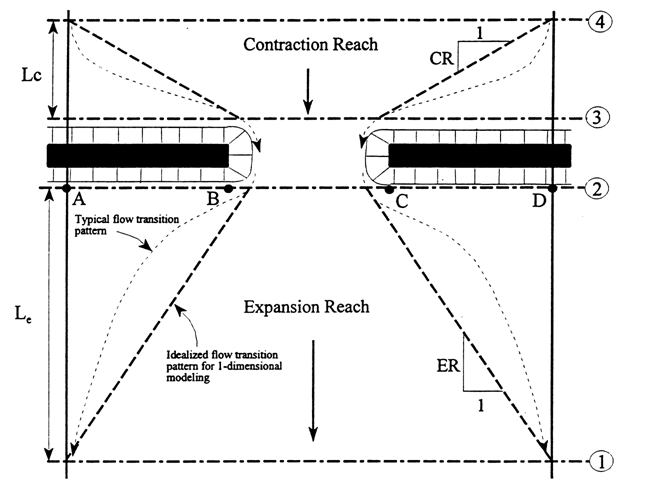 4
Contraction Reach
1
CR
Lc
3
2
A
B
C
D
Typical flow transition
pattern
Le
Expansion Reach
Idealized flow transition
pattern for 1-dimensional
modeling
ER
1
1